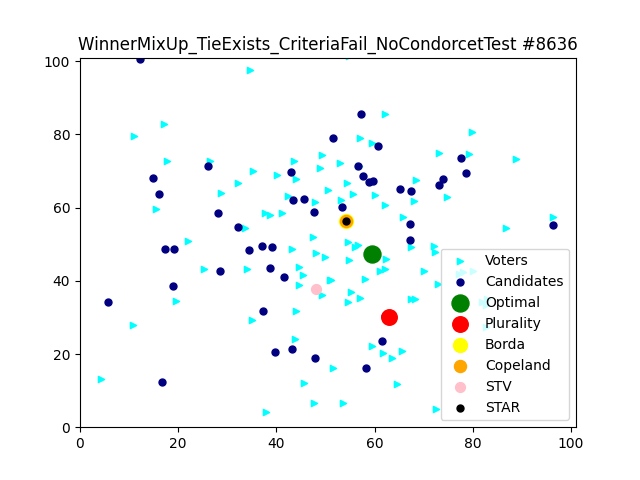 WinnerMixUp_TieExists_CriteriaFail_NoCondorcetTest #8636
100
80
60
40
20
0
0 20 40 60 80 100
Voters
Candidates
Optimal
Plurality
Borda
Copeland
STV
STAR